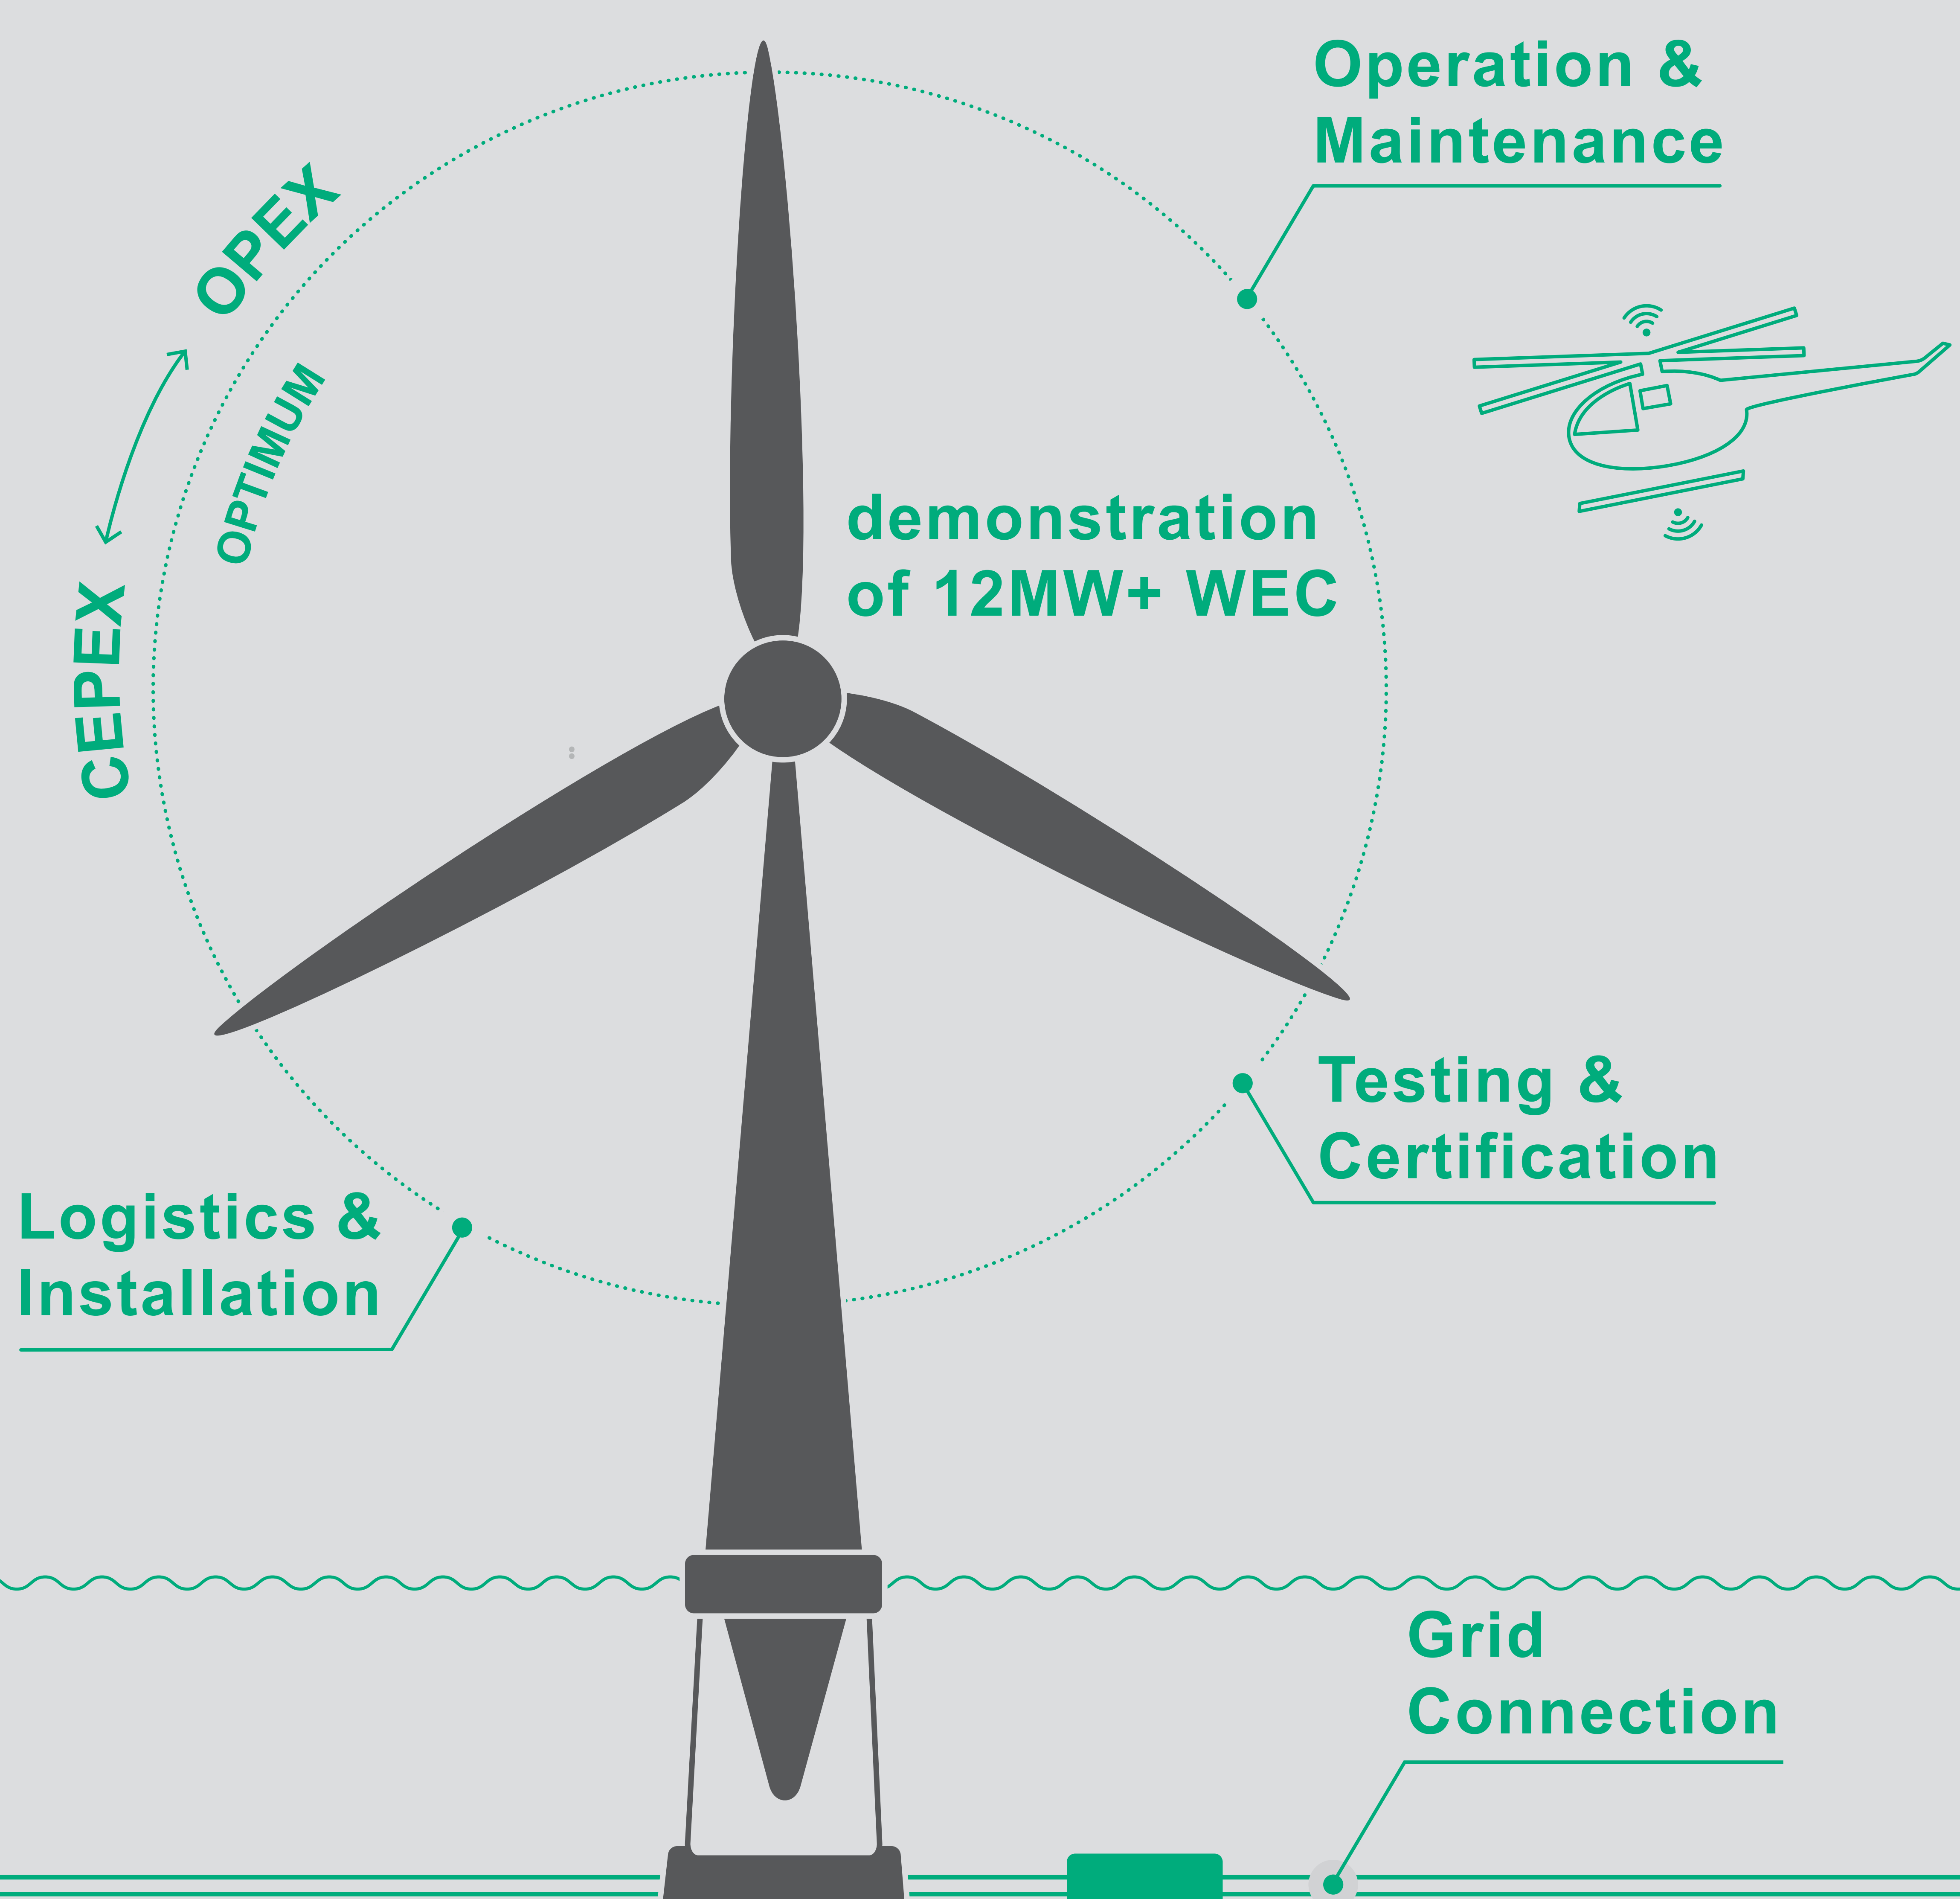 Operation &
Maintenance
OPEX
OPTIMUM
CEPEX
demonstration
of 12MW+ WEC
Testing &
Certification
Logistics &
Installation
Grid
Connection